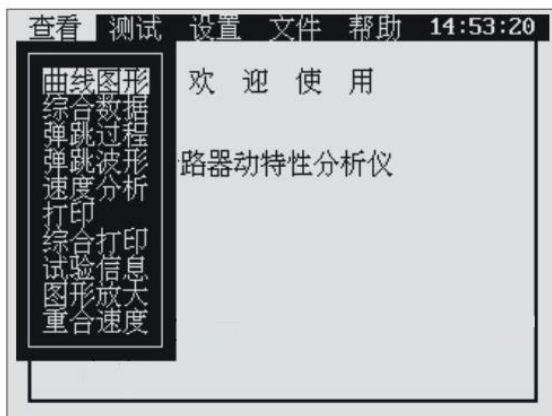 查看 测试 设置 文件 帮助 14:53:20
欢迎使用
路器动特性分析仪
曲线图形
综合数据
弹跳过程
弹跳波形
速度分析
打印
综合打印
试验信息
图形放大
重合速度